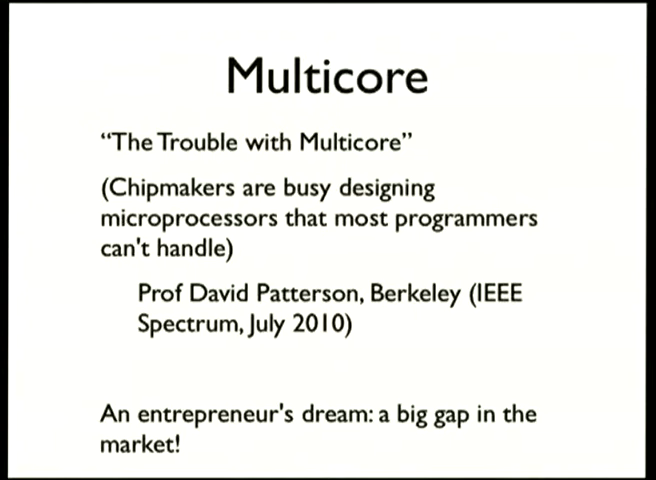 Multicore
“The Trouble with Multicore”
(Chipmakers are busy designing
microprocessors that most programmers
can't handle)
Prof David Patterson, Berkeley (IEEE
Spectrum, July 2010)
An entrepreneur's dream: a big gap in the
market!